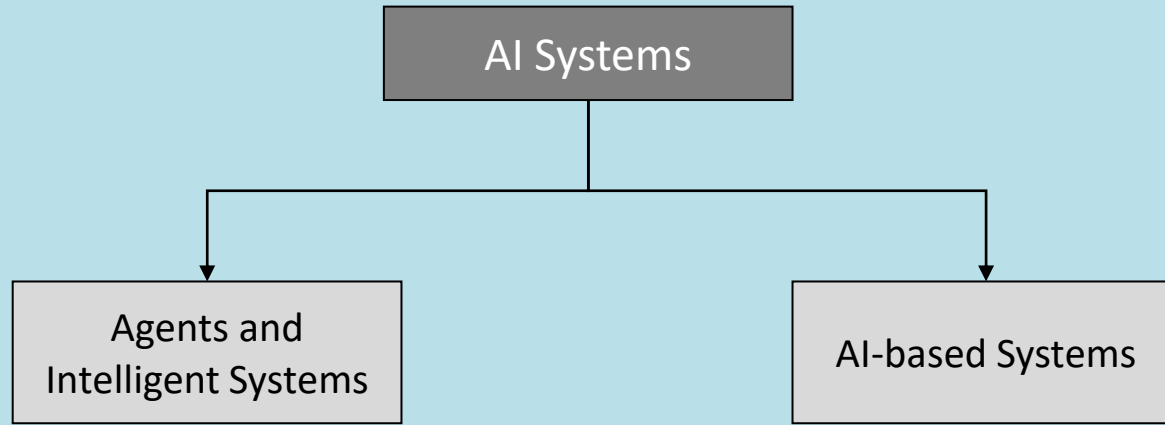 AI Systems
Agents and
Intelligent Systems
AI-based Systems